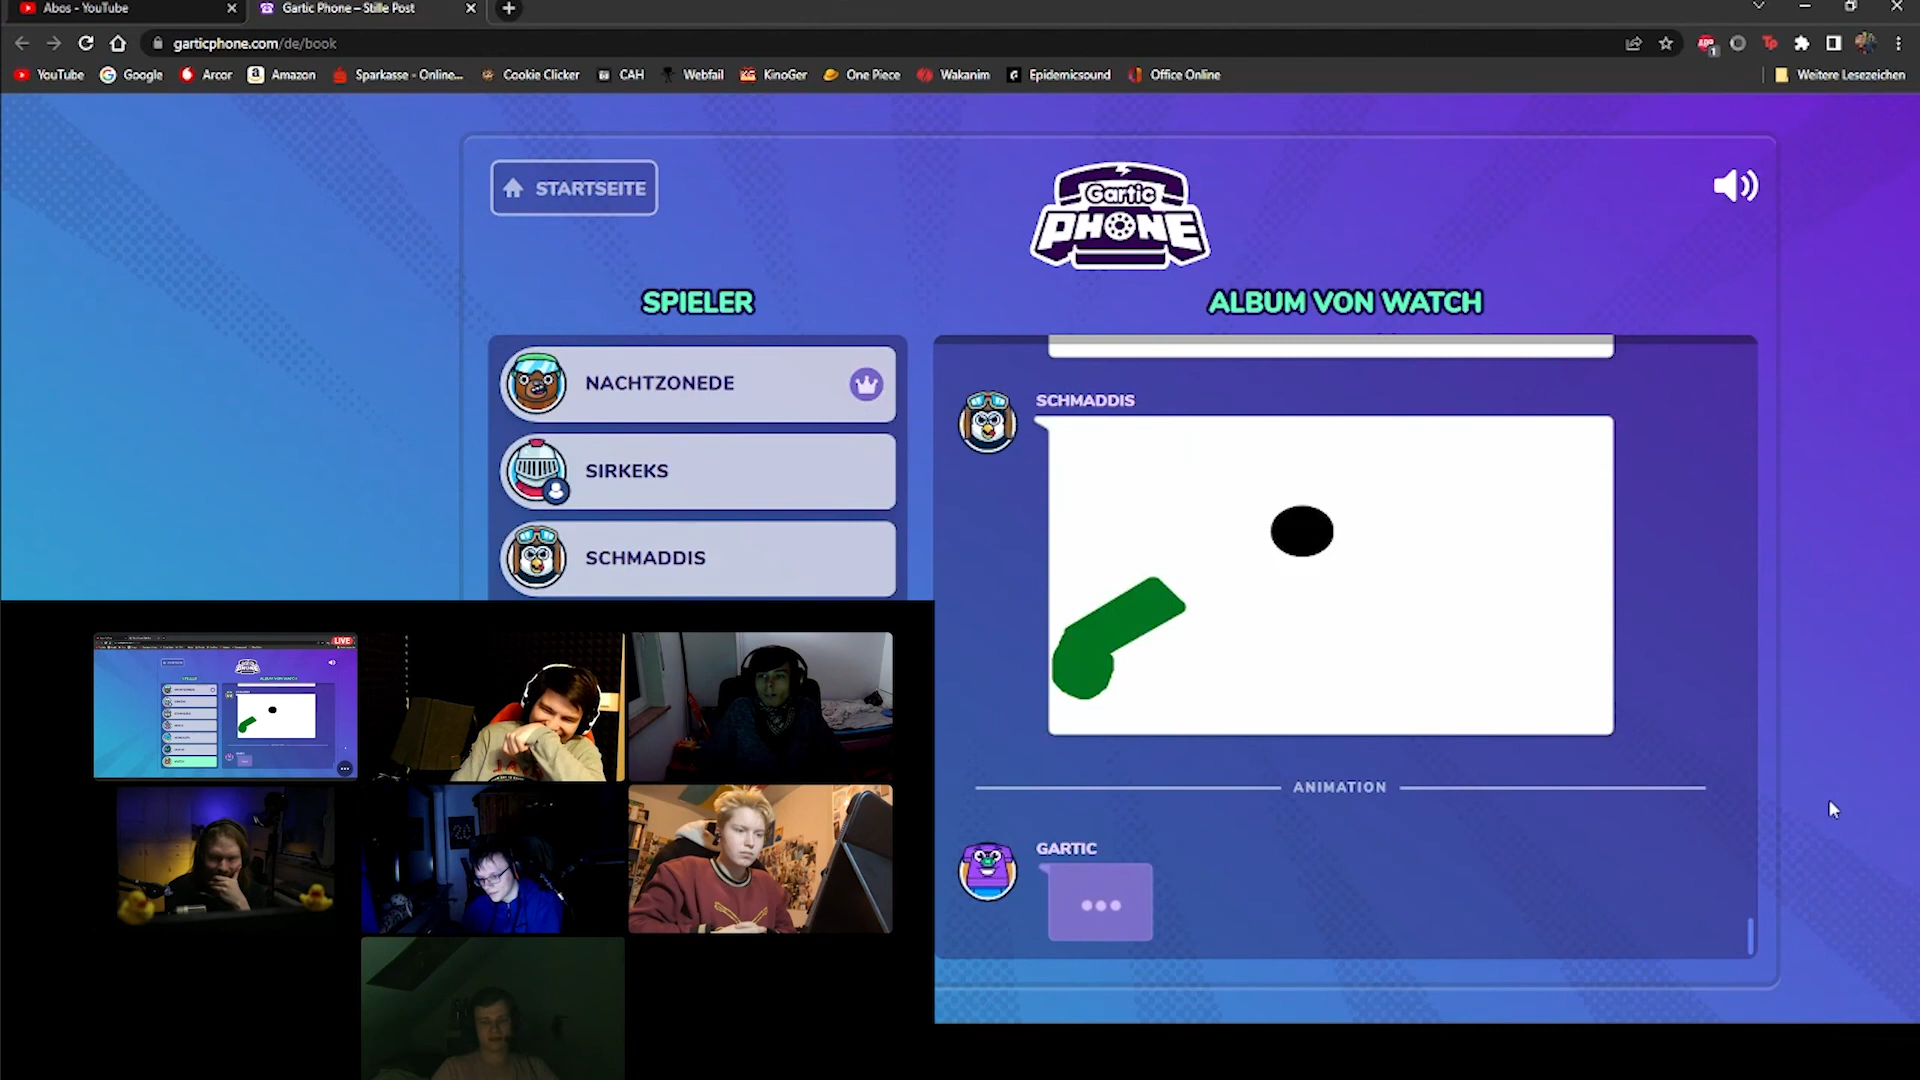 Abos - YouTube
Gartic Phone – Stille Post
garticphone.com/de/book
YouTube
Google
Arcor
Amazon
Sparkasse - Online...
Cookie Clicker
CAH
Webfail
KinoGer
One Piece
Wakanim
Epidemicsound
Office Online
Weitere Lesezeichen
STARTSEITE
Gartic
PHONE
SPIELER
ALBUM VON WATCH
NACHTZONEDE
SIRKEKS
SCHMADDIS
SCHMADDIS
ANIMATION
GARTIC
LIVE